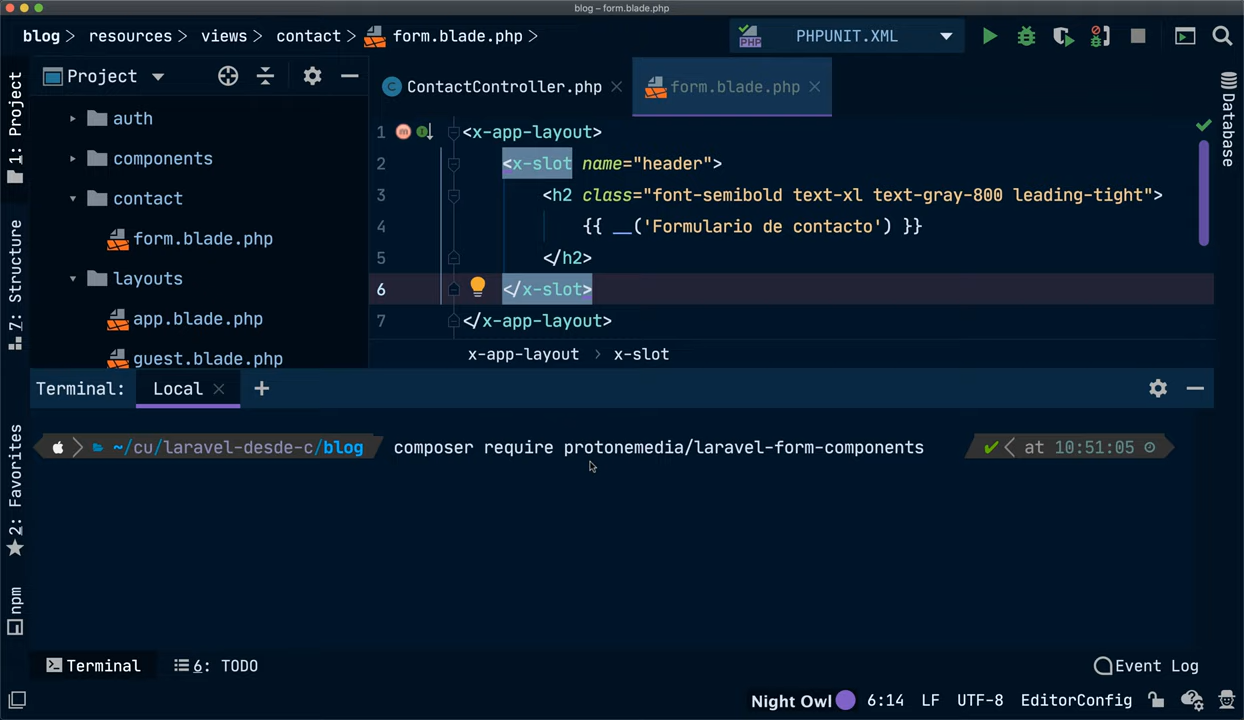 blog – form.blade.php
blog > resources > views > contact > form.blade.php >
PHP PHPUNIT.XML
1: Project
Project
ContactController.php
form.blade.php
auth
components
contact
form.blade.php
layouts
app.blade.php
guest.blade.php
1 <x-app-layout>
2 <x-slot name="header">
3 <h2 class="font-semibold text-xl text-gray-800 leading-tight">
4 {{ __('Formulario de contacto') }}
5 </h2>
6 </x-slot>
7 </x-app-layout>
x-app-layout > x-slot
Database
7: Structure
2: Favorites
npm
Terminal: Local +
~/cu/laravel-desde-c/blog composer require protonemedia/laravel-form-components ✔ at 10:51:05
Terminal 6: TODO Event Log
Night Owl 6:14 LF UTF-8 EditorConfig